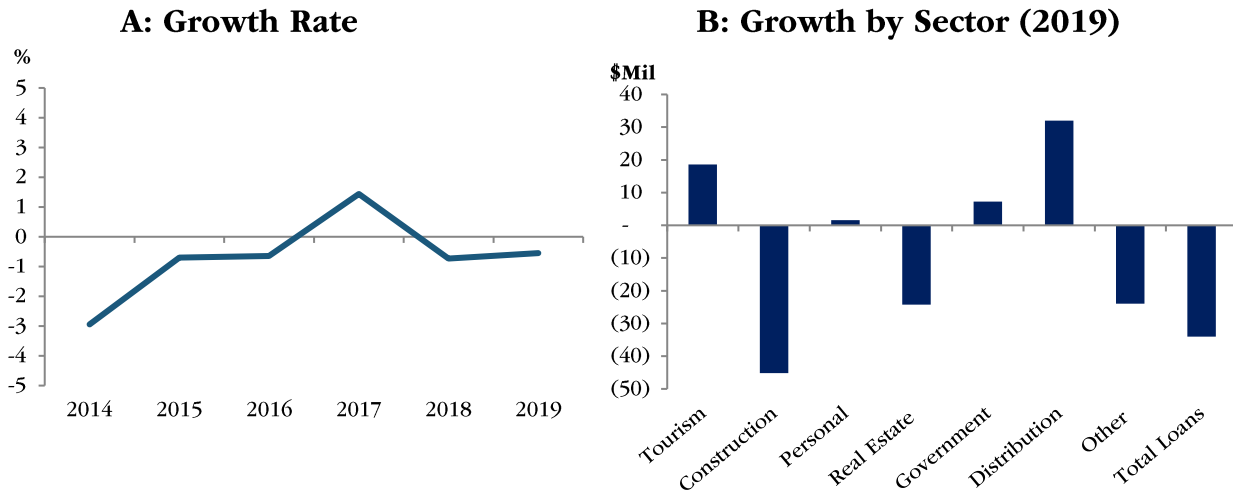 A: Growth Rate
%
5
4
3
2
1
0
-1
-2
-3
-4
-5
2014 2015 2016 2017 2018 2019
B: Growth by Sector (2019)
$Mil
40
30
20
10
-
(10)
(20)
(30)
(40)
(50)
Tourism
Construction
Personal
Real Estate
Government
Distribution
Other
Total Loans